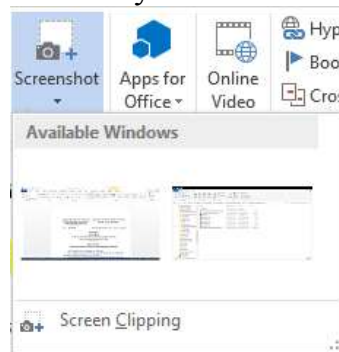 Screenshot
Apps for
Office
Online
Video
Hyp
Boo
Cros
Available Windows
Screen Clipping